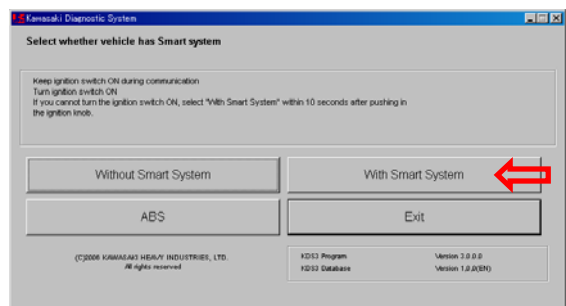 Kawasaki Diagnostic System
Select whether vehicle has Smart system
Keep ignition switch ON during communication
Turn ignition switch ON
If you cannot turn the ignition switch ON, select "With Smart System" within 10 seconds after pushing in
the ignition knob.
Without Smart System
With Smart System
ABS
Exit
(C)2006 KAWASAKI HEAVY INDUSTRIES, LTD.
All rights reserved
KDS3 Program Version 3.0.0.0
KDS3 Database Version 1,0,0(EN)